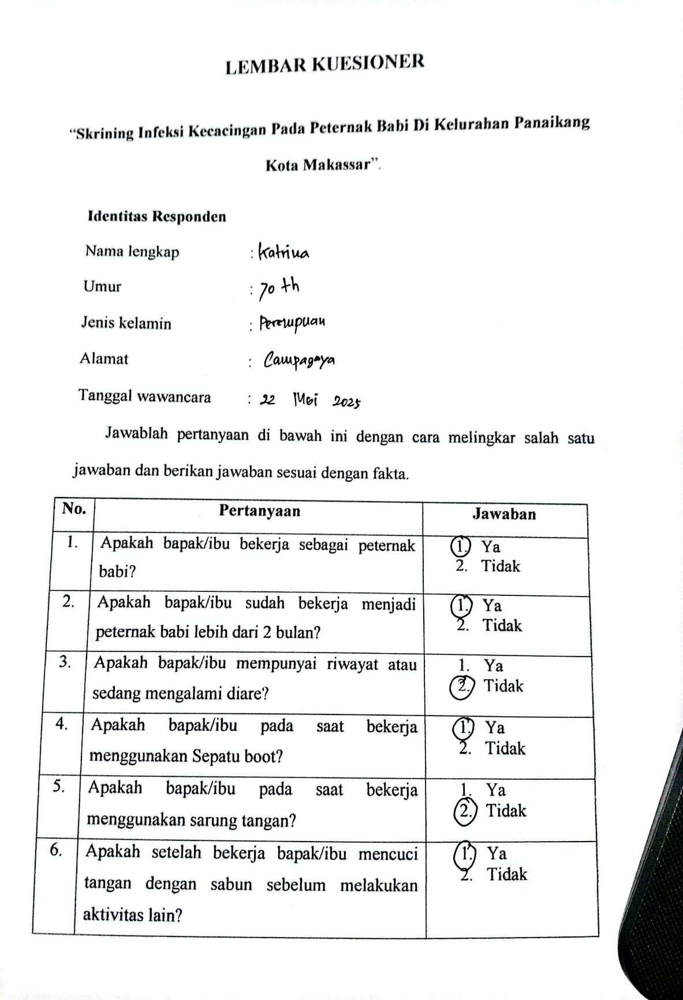 LEMBAR KUESIONER
“Skrining Infeksi Kecacingan Pada Peternak Babi Di Kelurahan Panaikang
Kota Makassar”.
Identitas Responden
Nama lengkap : Katrina
Umur : 70 th
Jenis kelamin : Perempuan
Alamat : Campagaya
Tanggal wawancara : 22 Mei 2025
Jawablah pertanyaan di bawah ini dengan cara melingkar salah satu
jawaban dan berikan jawaban sesuai dengan fakta.
No. Pertanyaan Jawaban
1. Apakah bapak/ibu bekerja sebagai peternak 1. Ya
babi? 2. Tidak
2. Apakah bapak/ibu sudah bekerja menjadi 1. Ya
peternak babi lebih dari 2 bulan? 2. Tidak
3. Apakah bapak/ibu mempunyai riwayat atau 1. Ya
sedang mengalami diare? 2. Tidak
4. Apakah bapak/ibu pada saat bekerja 1. Ya
menggunakan Sepatu boot? 2. Tidak
5. Apakah bapak/ibu pada saat bekerja 1. Ya
menggunakan sarung tangan? 2. Tidak
6. Apakah setelah bekerja bapak/ibu mencuci 1. Ya
tangan dengan sabun sebelum melakukan 2. Tidak
aktivitas lain?